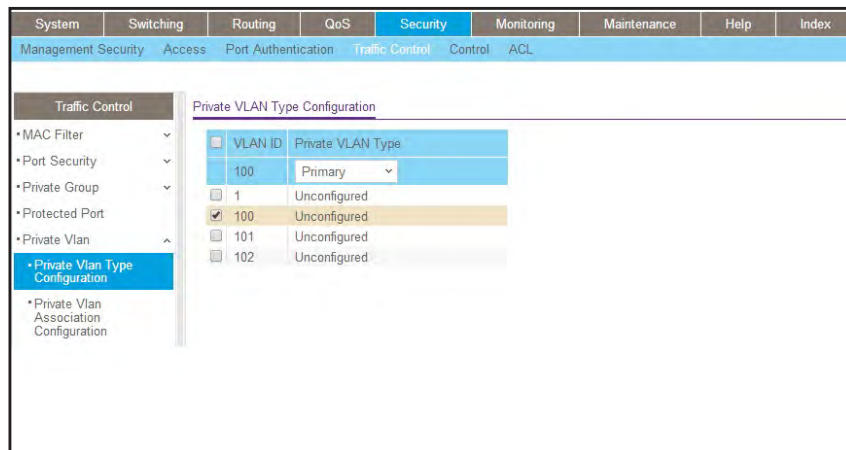 System Switching Routing QoS Security Monitoring Maintenance Help Index
Management Security Access Port Authentication Traffic Control Control ACL
Traffic Control
Private VLAN Type Configuration
• MAC Filter
• Port Security
• Private Group
• Protected Port
• Private Vlan
• Private Vlan Type
Configuration
• Private Vlan
Association
Configuration
VLAN ID Private VLAN Type
100 Primary
1 Unconfigured
100 Unconfigured
101 Unconfigured
102 Unconfigured